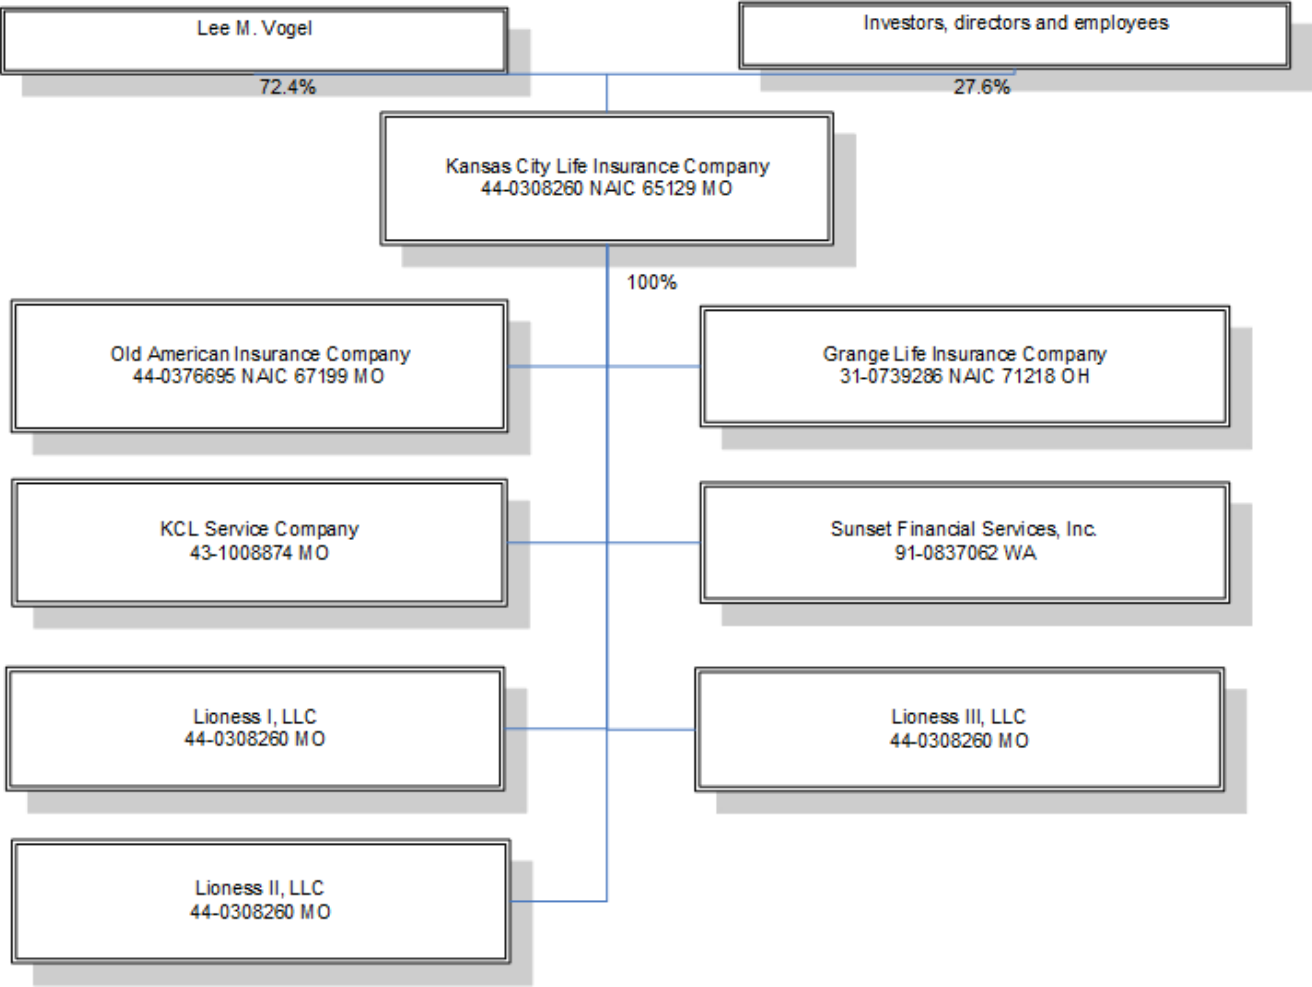 Lee M. Vogel
Investors, directors and employees
72.4%
27.6%
Kansas City Life Insurance Company
44-0308260 NAIC 65129 MO
100%
Old American Insurance Company
44-0376695 NAIC 67199 MO
Grange Life Insurance Company
31-0739286 NAIC 71218 OH
KCL Service Company
43-1008874 MO
Sunset Financial Services, Inc.
91-0837062 WA
Lioness I, LLC
44-0308260 MO
Lioness III, LLC
44-0308260 MO
Lioness II, LLC
44-0308260 MO